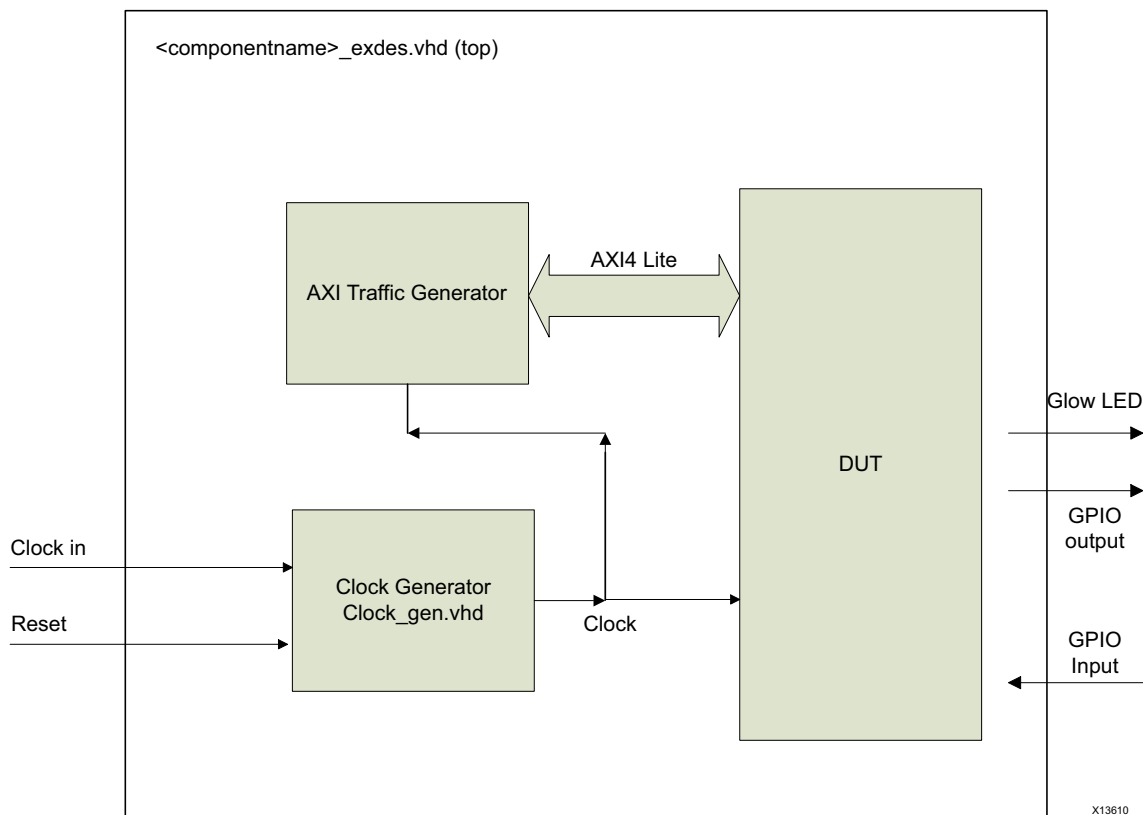 <componentname>_exdes.vhd (top)
AXI Traffic Generator
AXI4 Lite
DUT
Glow LED
GPIO
output
GPIO
Input
Clock in
Reset
Clock Generator
Clock_gen.vhd
Clock
X13610